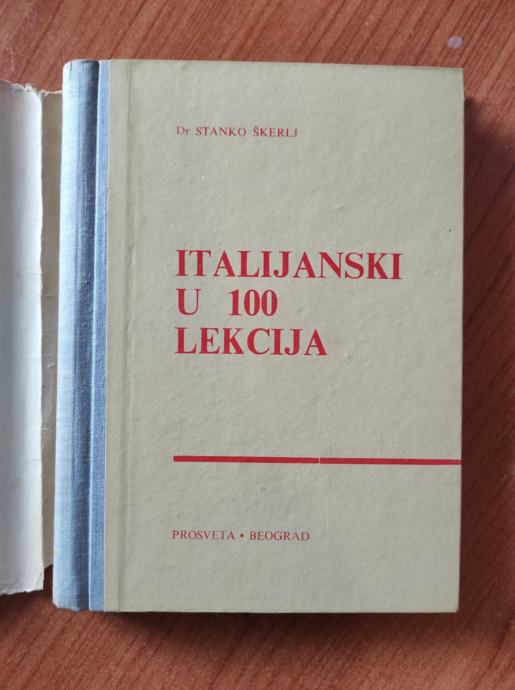 Dr STANKO ŠKERLJ
ITALIJANSKI
U 100
LEKCIJA
PROSVETA • BEOGRAD